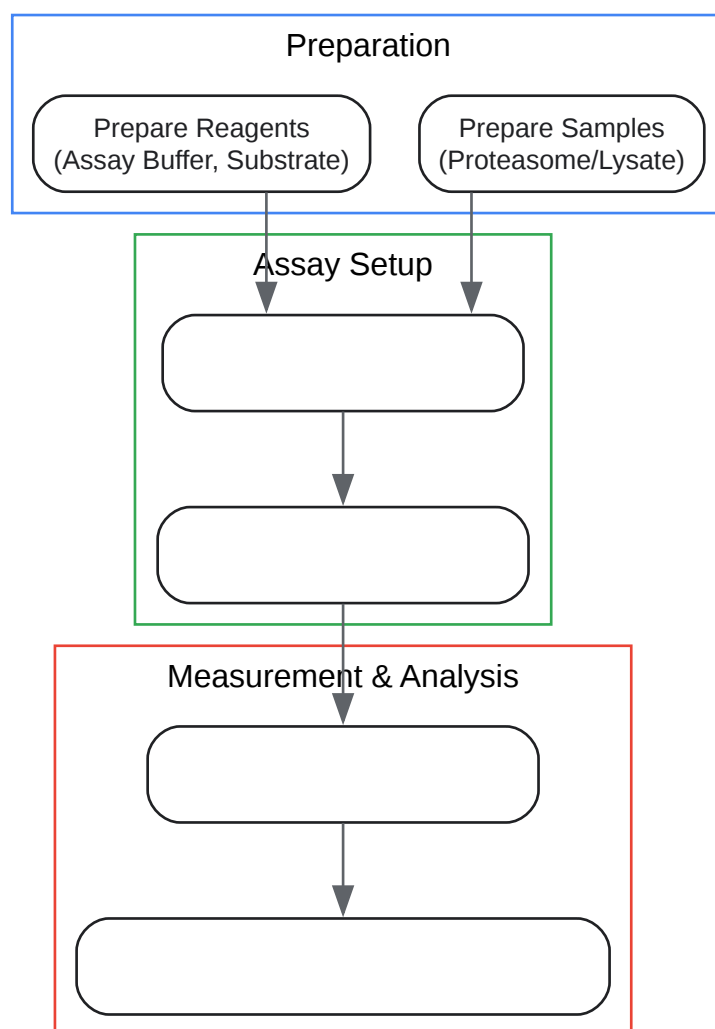 Preparation
Prepare Reagents
(Assay Buffer, Substrate)
Prepare Samples
(Proteasome/Lysate)
Assay Setup
Measurement & Analysis